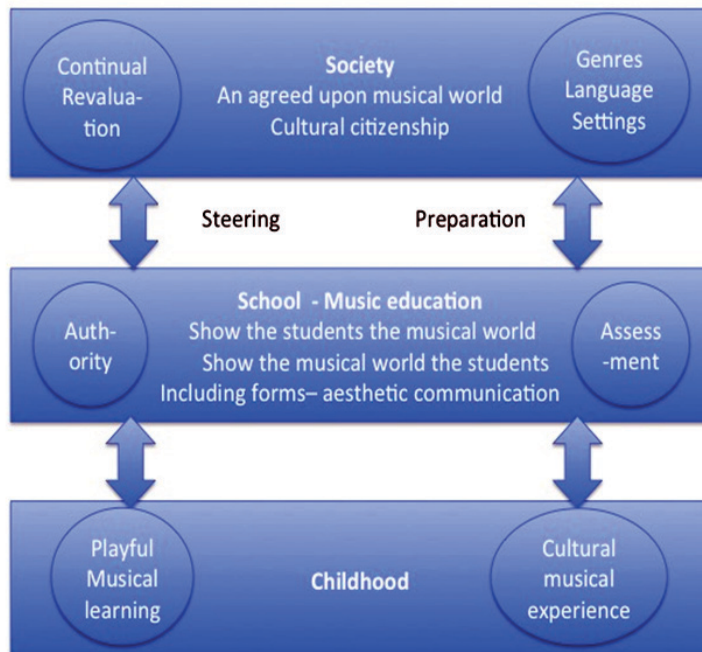 Continual
Revalua-
tion
Society
An agreed upon musical world
Cultural citizenship
Genres
Language
Settings
Steering
Preparation
Auth-
ority
School - Music education
Show the students the musical world
Show the musical world the students
Including forms– aesthetic communication
Assess
-ment
Playful
Musical
learning
Childhood
Cultural
musical
experience